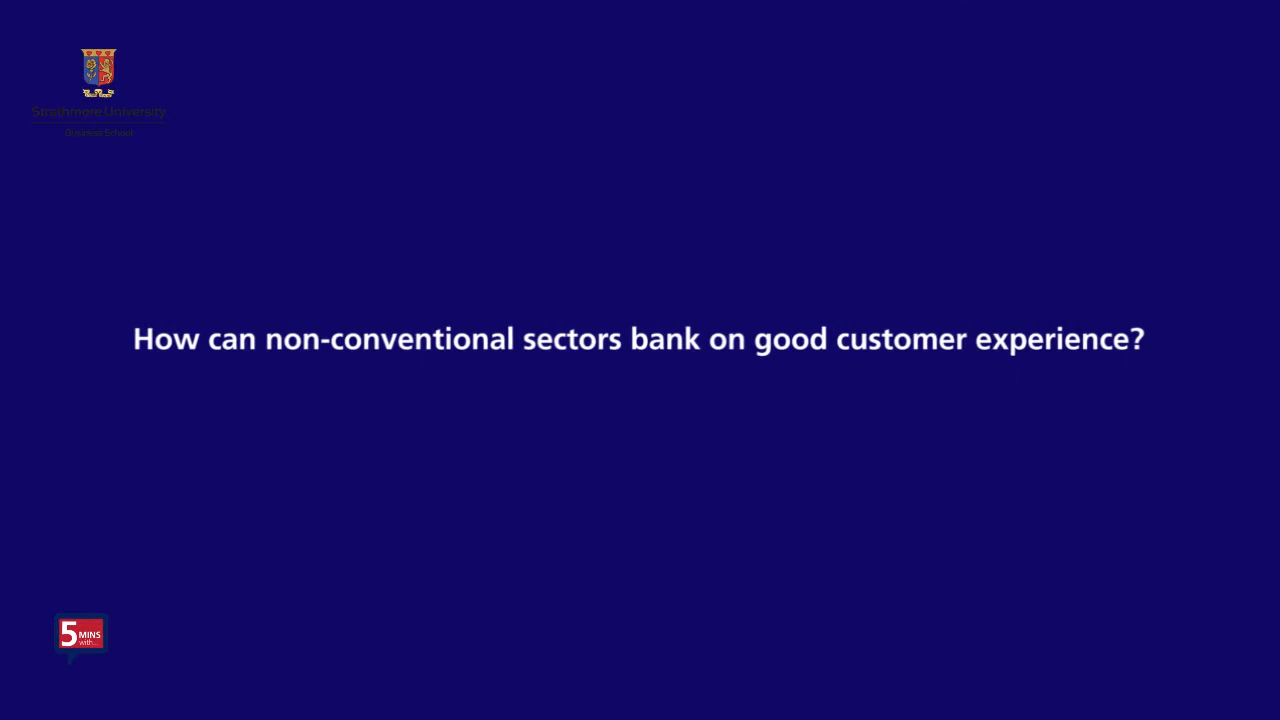 Strathmore University
Business School
How can non-conventional sectors bank on good customer experience?
5 MINS
with...